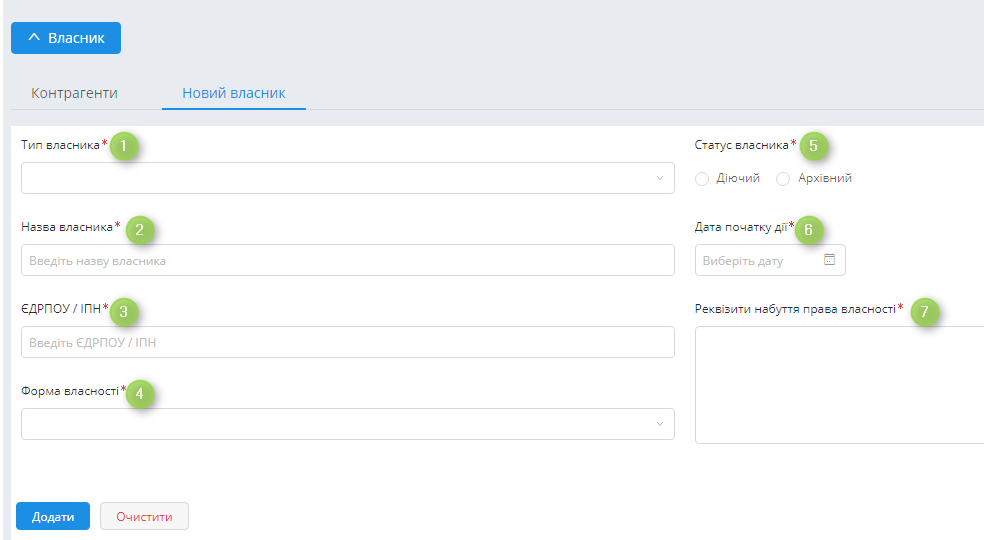 Власник
Контрагенти Новий власник
Тип власника* 1
Статус власника* 5
Діючий Архівний
Назва власника* 2
Введіть назву власника
Дата початку дії* 6
Виберіть дату
ЄДРПОУ / ІПН* 3
Введіть ЄДРПОУ / ІПН
Реквізити набуття права власності* 7
Форма власності* 4
Додати Очистити